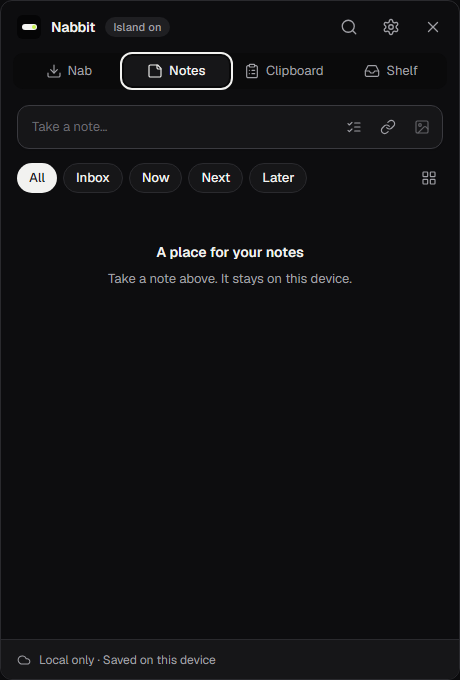 Nabbit Island on
Nab Notes Clipboard Shelf
Take a note...
All Inbox Now Next Later
A place for your notes
Take a note above. It stays on this device.
Local only · Saved on this device